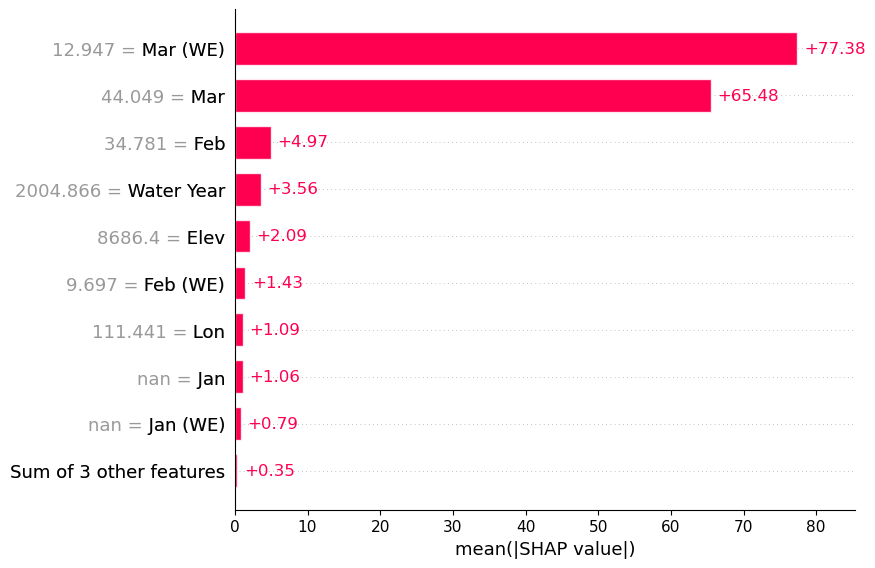 12.947 = Mar (WE) +77.38
44.049 = Mar +65.48
34.781 = Feb +4.97
2004.866 = Water Year +3.56
8686.4 = Elev +2.09
9.697 = Feb (WE) +1.43
111.441 = Lon +1.09
nan = Jan +1.06
nan = Jan (WE) +0.79
Sum of 3 other features +0.35
0 10 20 30 40 50 60 70 80
mean(|SHAP value|)